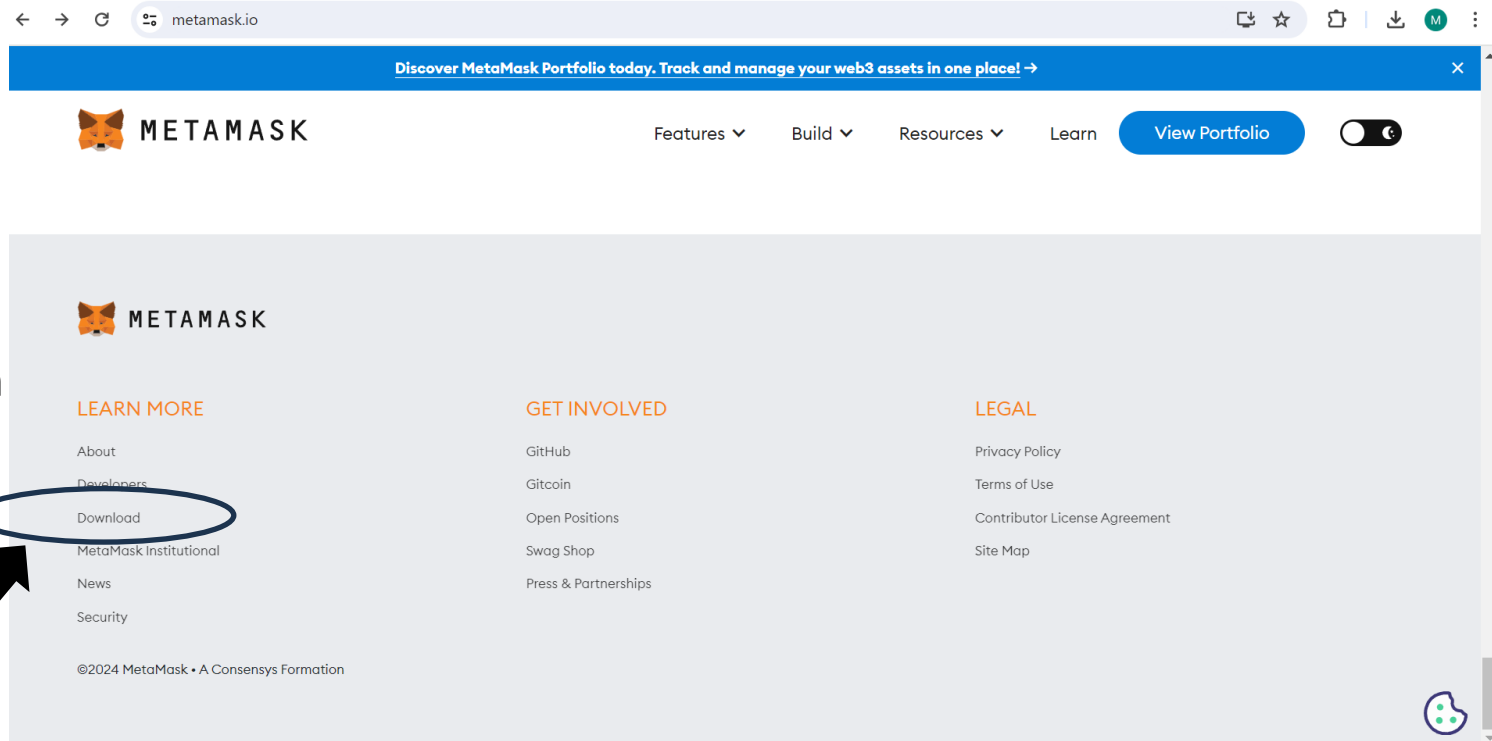 metamask.io
M
Discover MetaMask Portfolio today. Track and manage your web3 assets in one place! →
METAMASK
Features
Build
Resources
Learn
View Portfolio
METAMASK
LEARN MORE
About
Developers
Download
MetaMask Institutional
News
Security
GET INVOLVED
GitHub
Gitcoin
Open Positions
Swag Shop
Press & Partnerships
LEGAL
Privacy Policy
Terms of Use
Contributor License Agreement
Site Map
©2024 MetaMask • A Consensys Formation